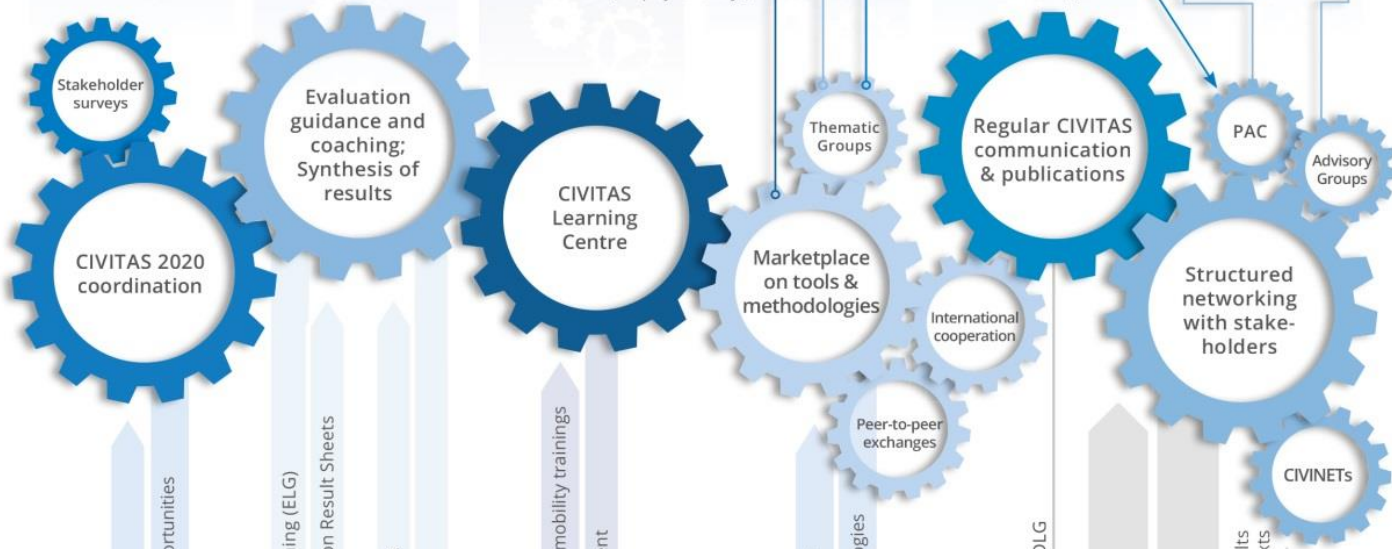 Stakeholder
surveys
CIVITAS 2020
coordination
Evaluation
guidance and
coaching;
Synthesis of
results
CIVITAS
Learning
Centre
Thematic
Groups
Marketplace
on tools &
methodologies
International
cooperation
Peer-to-peer
exchanges
Regular CIVITAS
communication
& publications
PAC
Advisory
Groups
Structured
networking
with stake-
holders
CIVINETs
(ELG)
Result Sheets
mobility trainings